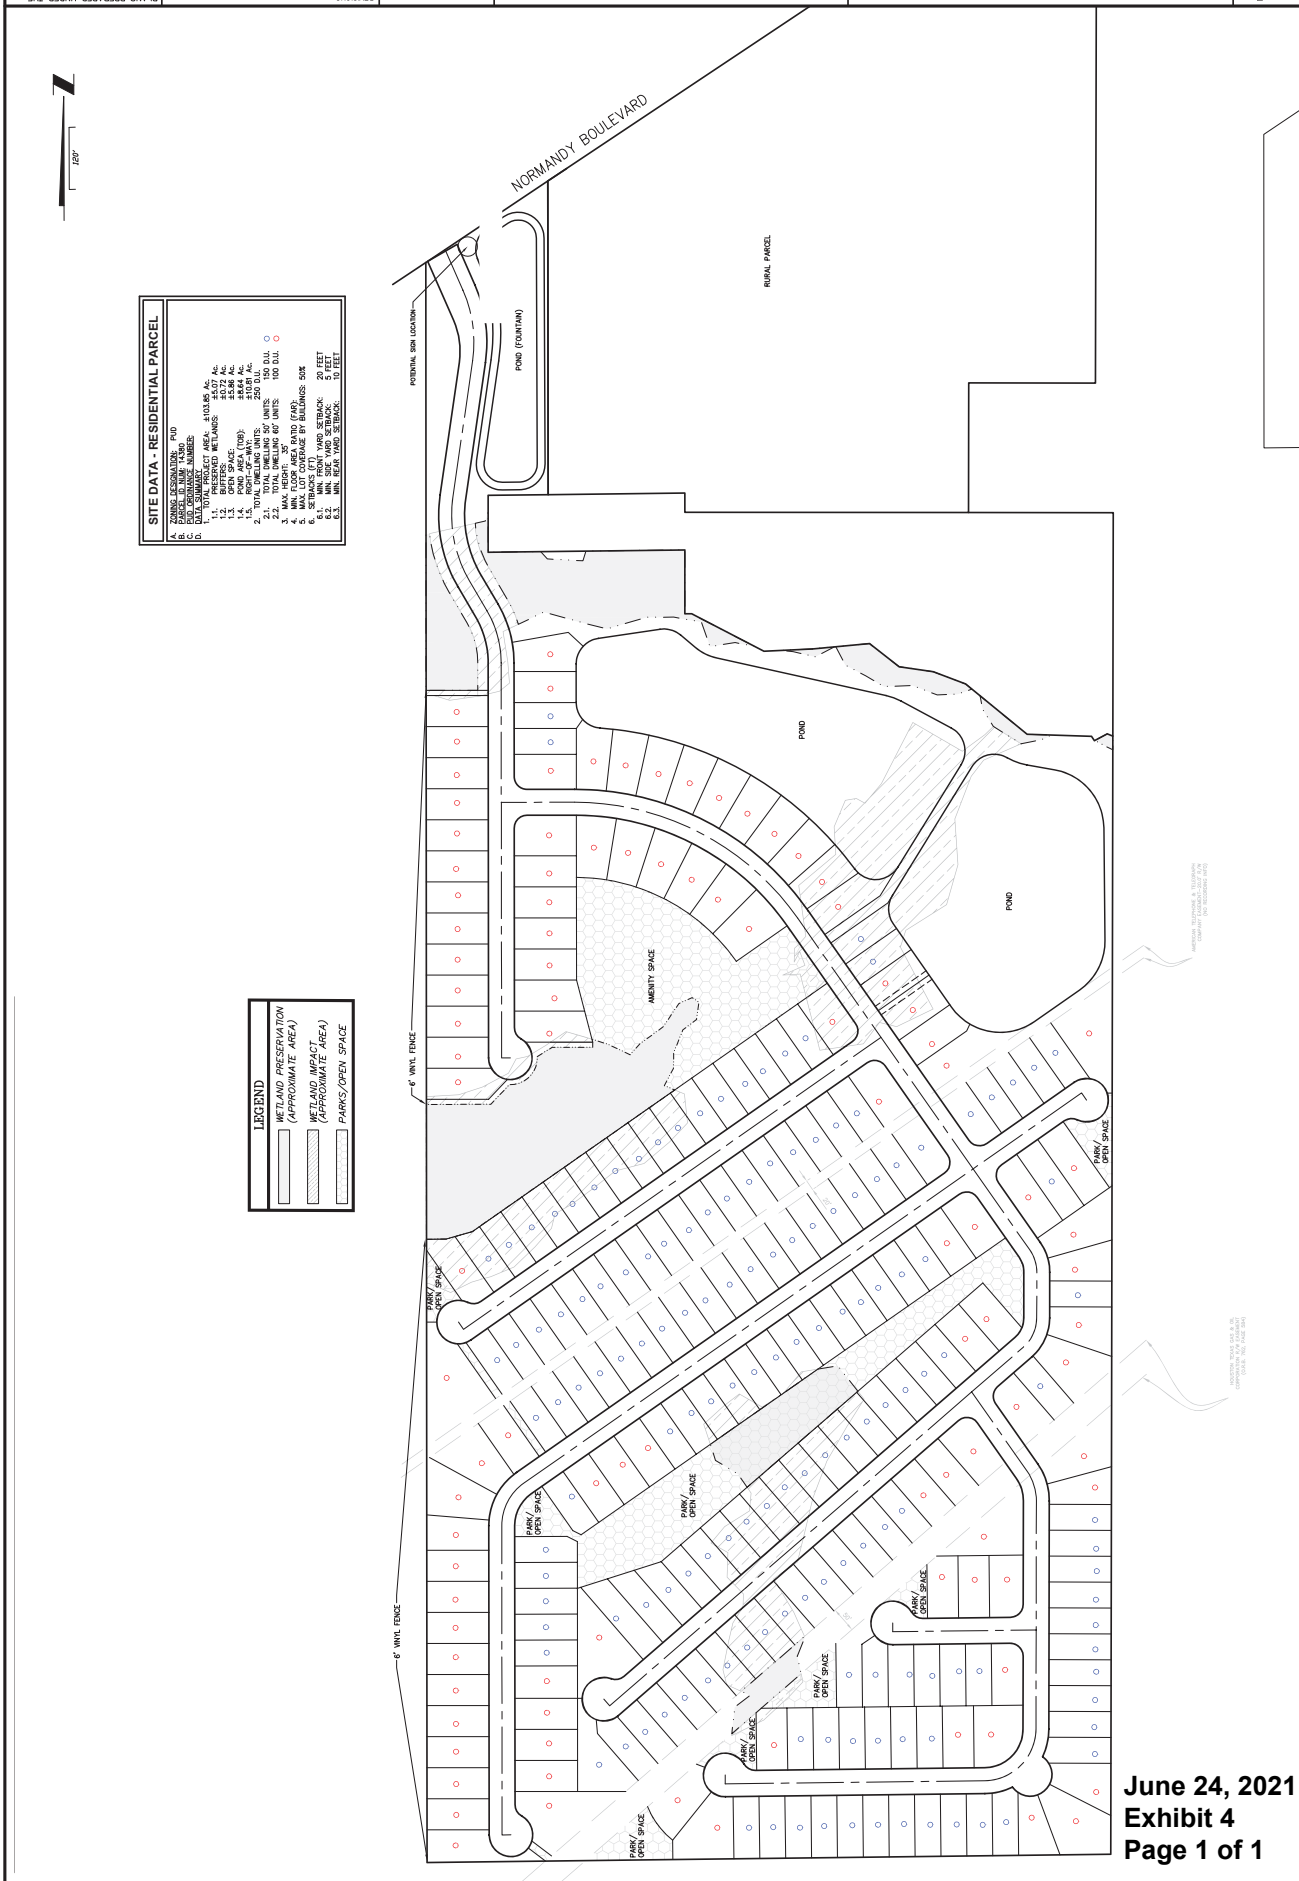 NORMANDY BOULEVARD
120'
SITE DATA - RESIDENTIAL PARCEL
A. ZONING DESIGNATION: PUD
B. PARCEL ID NUM: 14380
C. PUD ORDINANCE NUMBER:
D. DATA SUMMARY
1. TOTAL PROJECT AREA: ±103.85 Ac.
1.1. PRESERVED WETLANDS: ±5.07 Ac.
1.2. BUFFERS: ±0.72 Ac.
1.3. OPEN SPACE: ±5.86 Ac.
1.4. POND AREA (TOB): ±8.64 Ac.
1.5. RIGHT-OF-WAY: ±10.81 Ac.
2. TOTAL DWELLING UNITS: 250 D.U.
2.1. TOTAL DWELLING 50' UNITS: 150 D.U.
2.2. TOTAL DWELLING 60' UNITS: 100 D.U.
3. MAX. HEIGHT: 35'
4. MIN. FLOOR AREA RATIO (FAR):
5. MAX. LOT COVERAGE BY BUILDINGS: 50%
6. SETBACKS (FT)
6.1. MIN. FRONT YARD SETBACK: 20 FEET
6.2. MIN. SIDE YARD SETBACK: 5 FEET
6.3. MIN. REAR YARD SETBACK: 10 FEET
POTENTIAL SIGN LOCATION
POND (FOUNTAIN)
RURAL PARCEL
POND
POND
AMENITY SPACE
6' VINYL FENCE
LEGEND
WETLAND PRESERVATION
(APPROXIMATE AREA)
WETLAND IMPACT
(APPROXIMATE AREA)
PARKS/OPEN SPACE
PARK/
OPEN SPACE
PARK/
OPEN SPACE
PARK/
OPEN SPACE
PARK/
OPEN SPACE
6' VINYL FENCE
PARK/
OPEN SPACE
PARK/
OPEN SPACE
PARK/
OPEN SPACE
PARK/
OPEN SPACE
June 24, 2021
Exhibit 4
Page 1 of 1